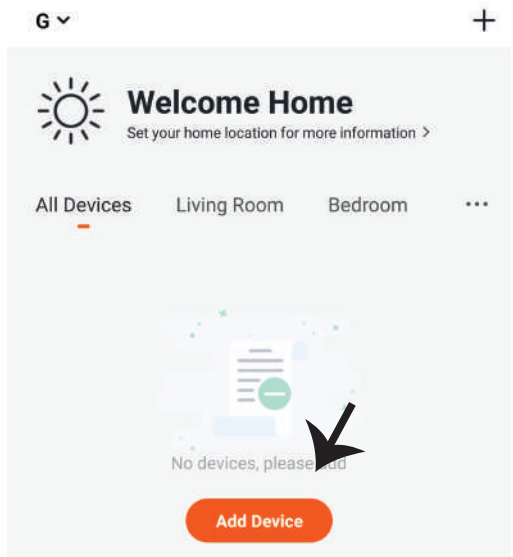 G
Welcome Home
Set your home location for more information >
All Devices Living Room Bedroom ...
No devices, please add
Add Device